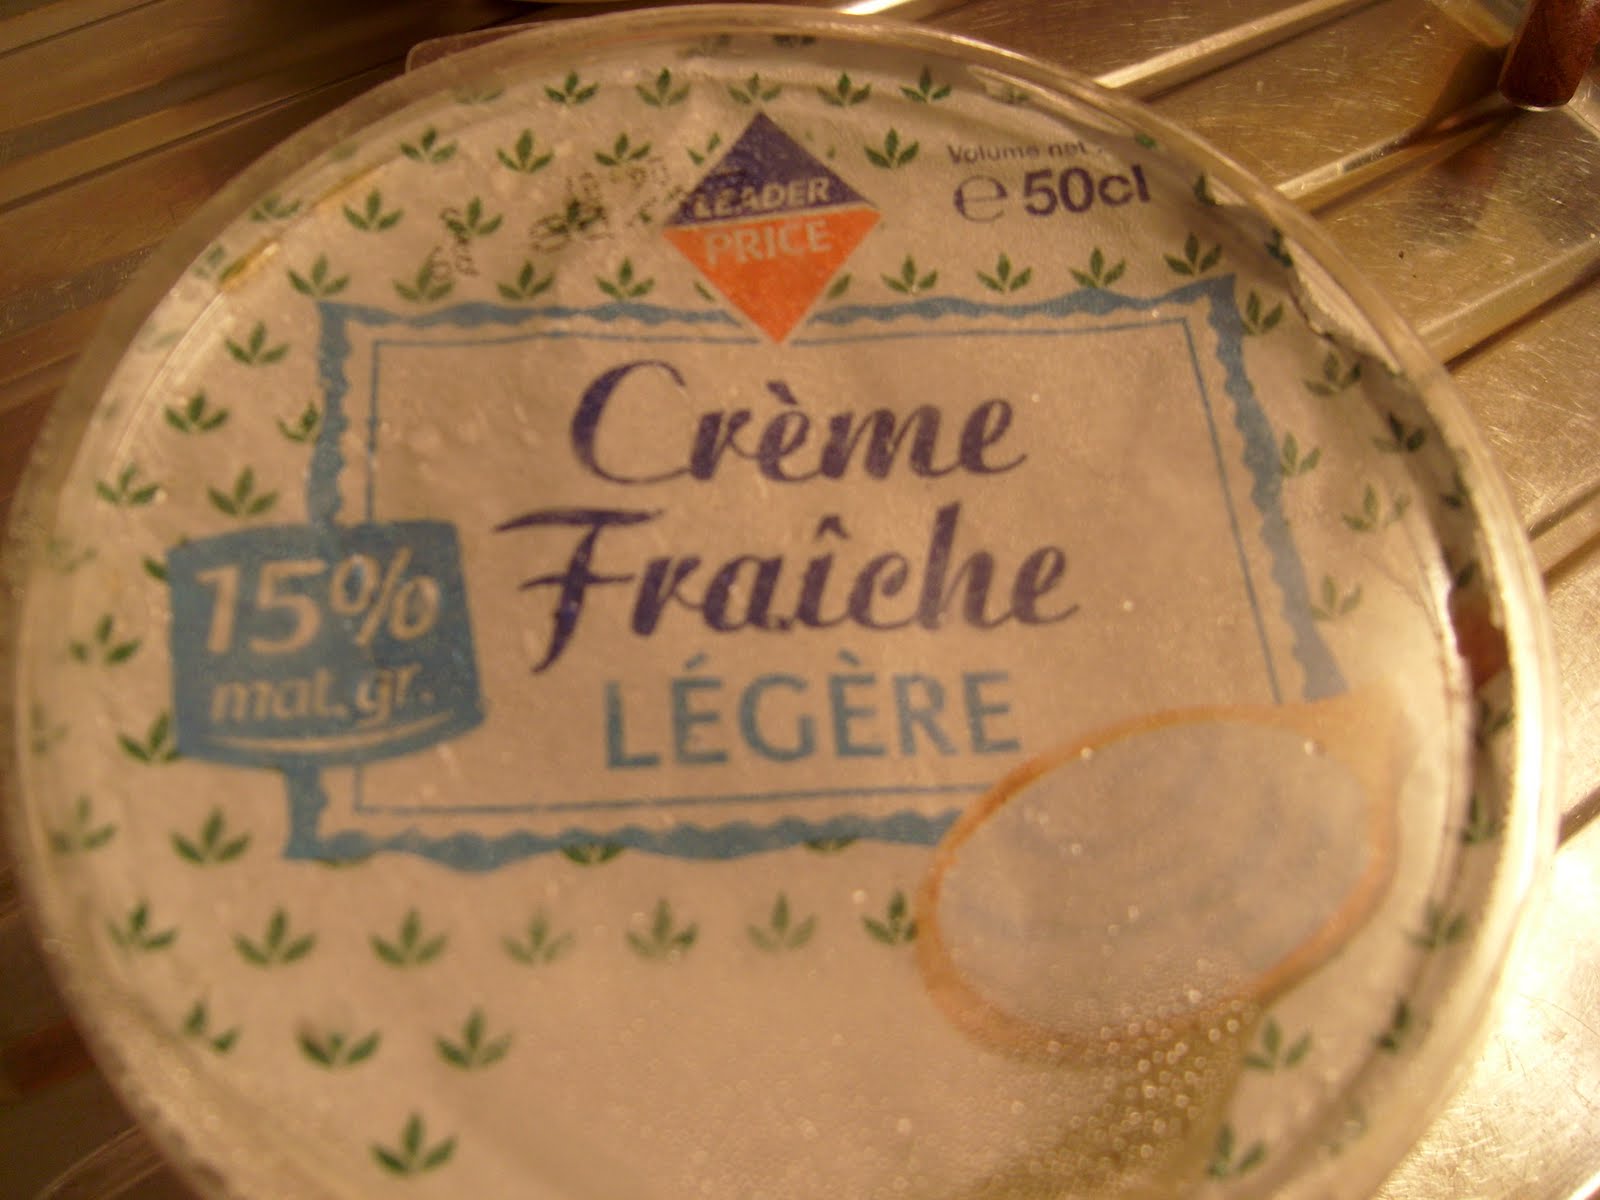 LEADER
PRICE
Volume net :
℮ 50cl
Crème
Fraîche
LÉGÈRE
15%
mat. gr.